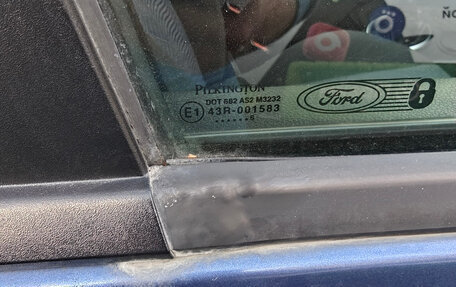 PILKINGTON
DOT 682 AS2 M3232
E1 43R-001583
Ford